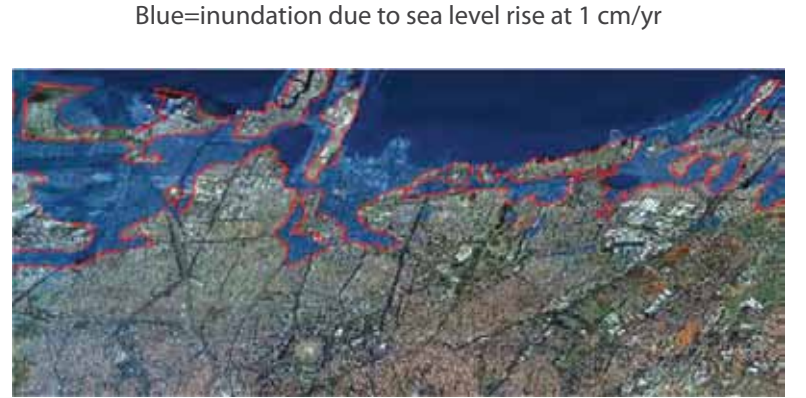 Blue=inundation due to sea level rise at 1 cm/yr